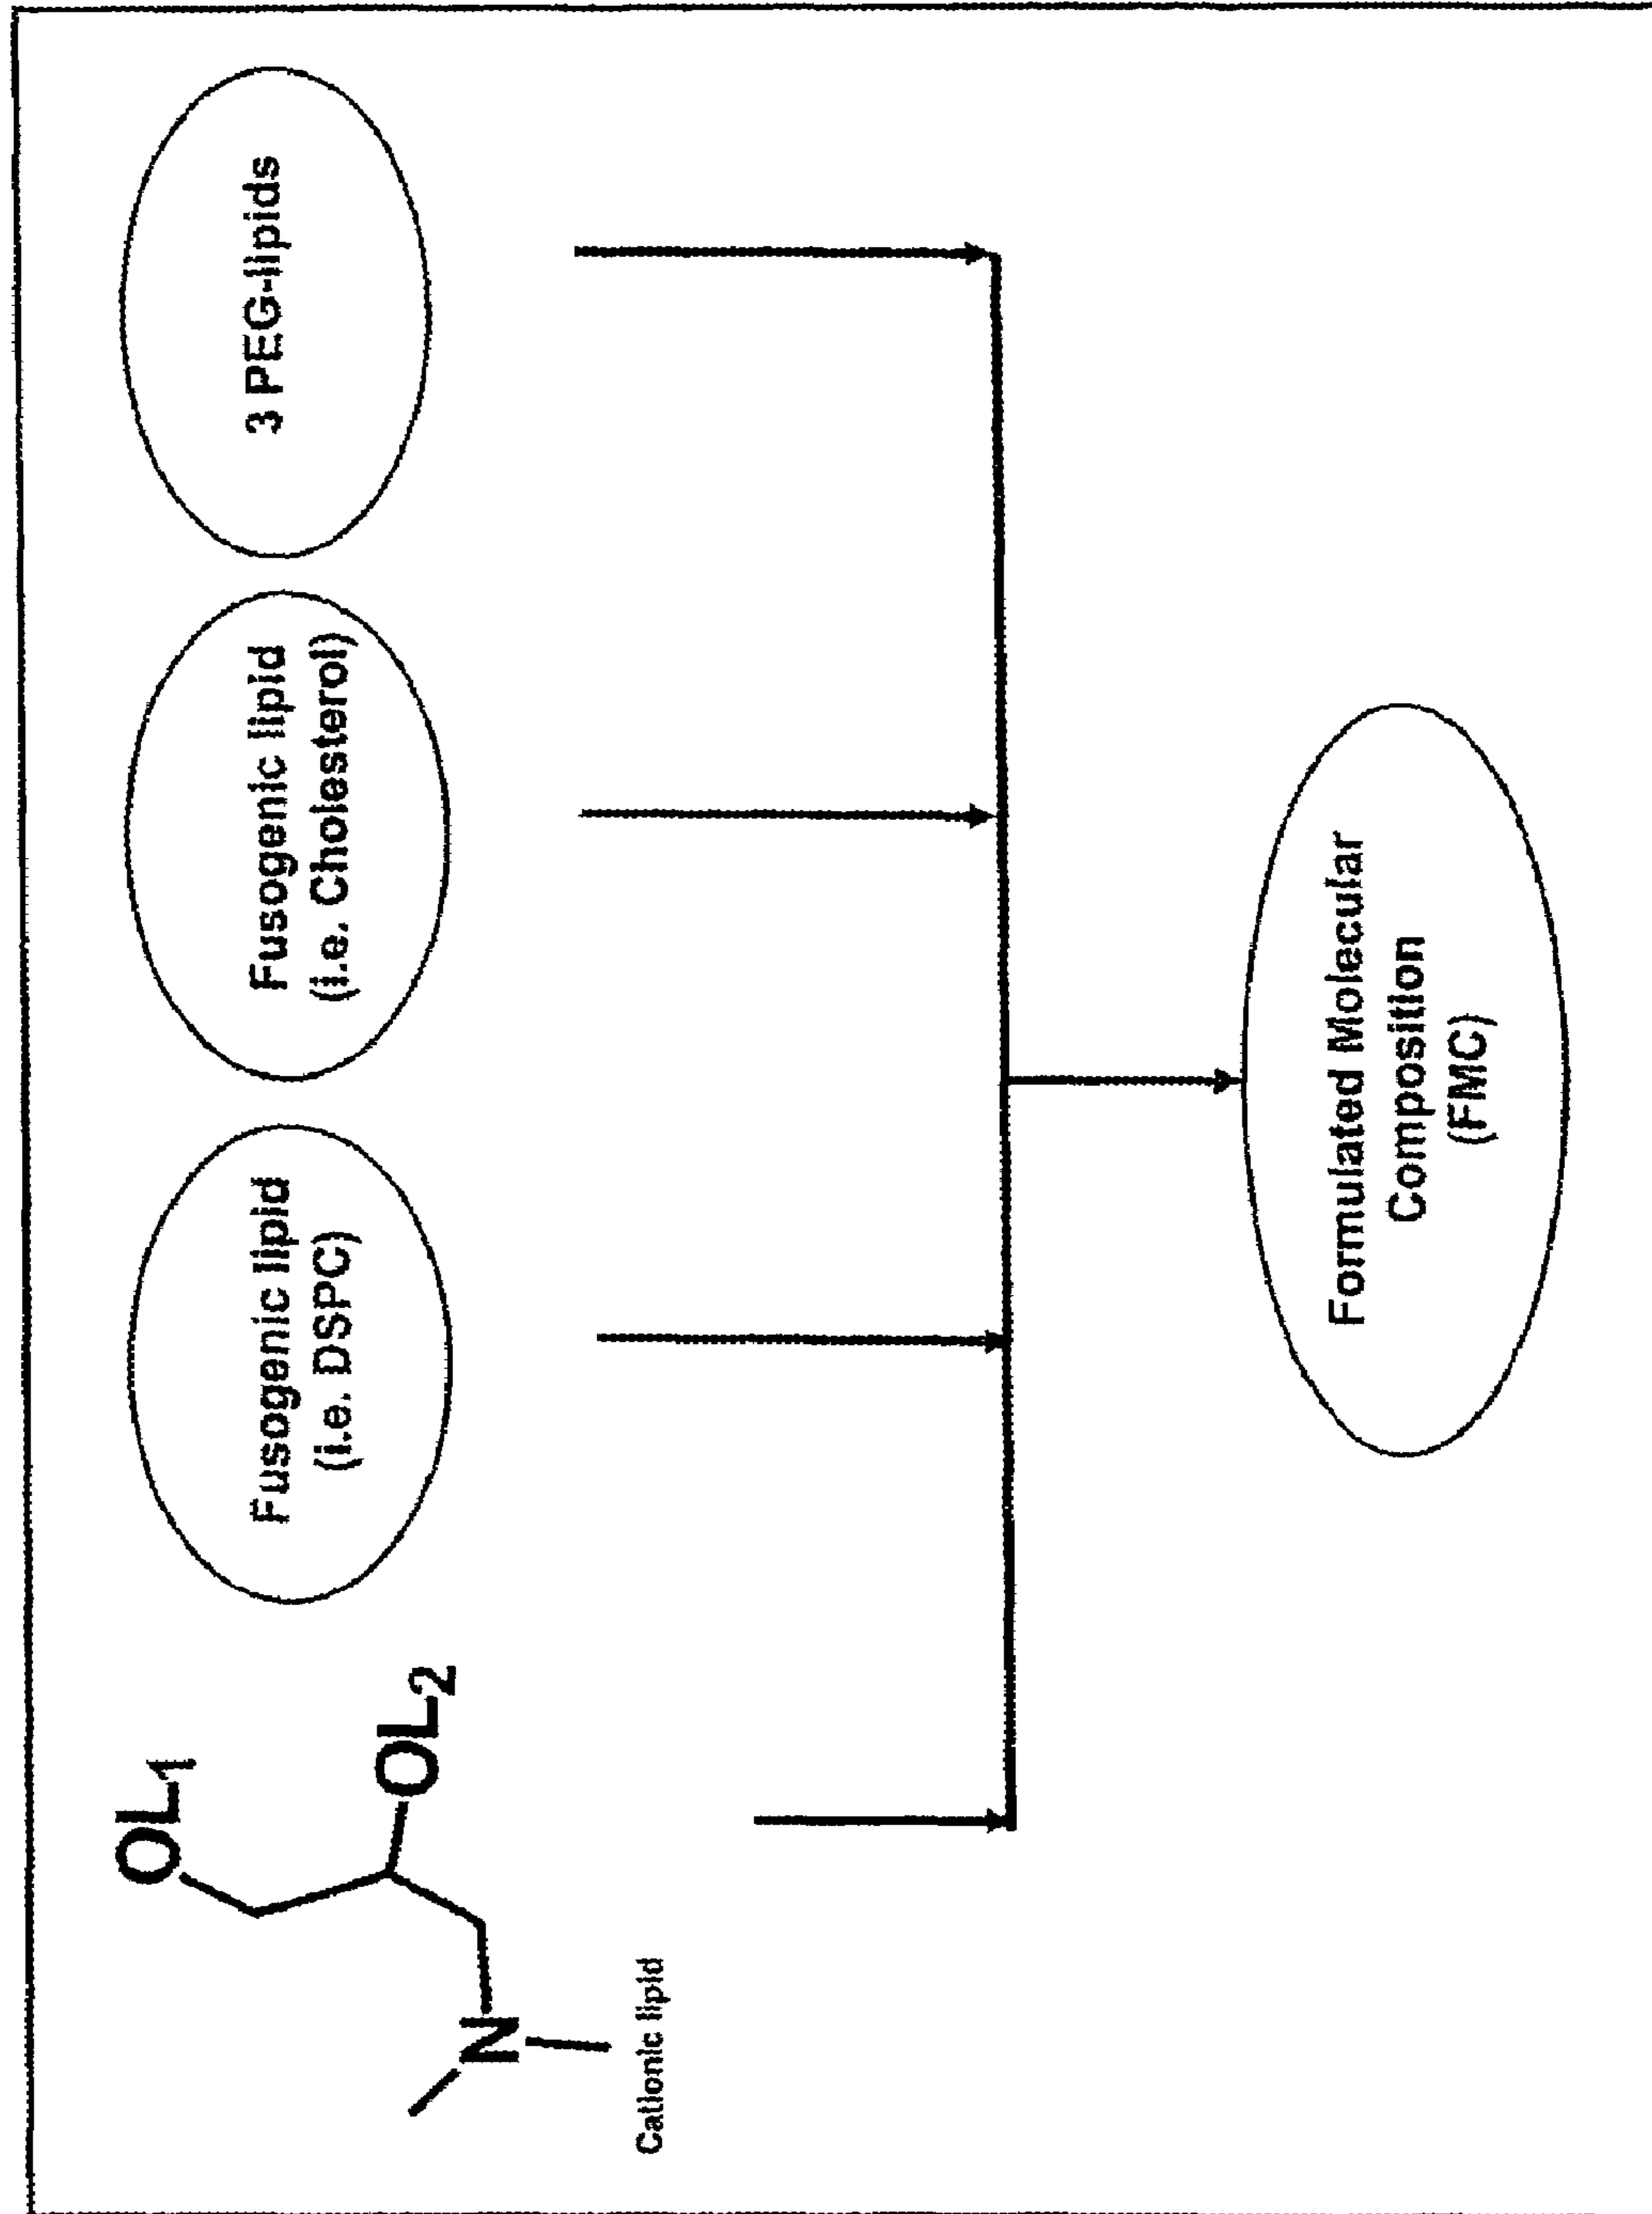 OL1
OL2
N
Cationic lipid
Fusogenic lipid
(i.e. DSPC)
Fusogenic lipid
(i.e. Cholesterol)
3 PEG-lipids
Formulated Molecular
Composition
(FMC)